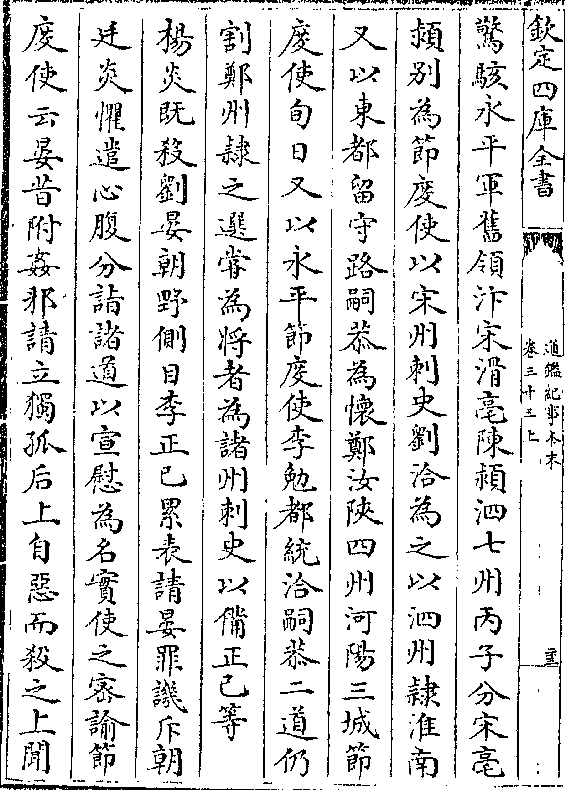 欽定四庫全書
通鑑紀事本末
卷三十三上
驚駭永平軍舊領汴宋滑亳陳潁泗七州丙子分宋亳
潁别為節度使以宋州刺史劉洽為之以泗州隸淮南
又以東都留守路嗣恭為懷鄭汝陝四州河陽三城節
度使旬日又以永平節度使李勉都統洽嗣恭二道仍
割鄭州隸之選嘗為将者為諸州刺史以備正已等
楊炎既殺劉晏朝野側目李正已累表請晏罪譏斥朝
廷炎懼遣心腹分詣諸道以宣慰為名實使之密諭節
度使云晏昔附姦邪請立獨孤后上自惡而殺之上聞